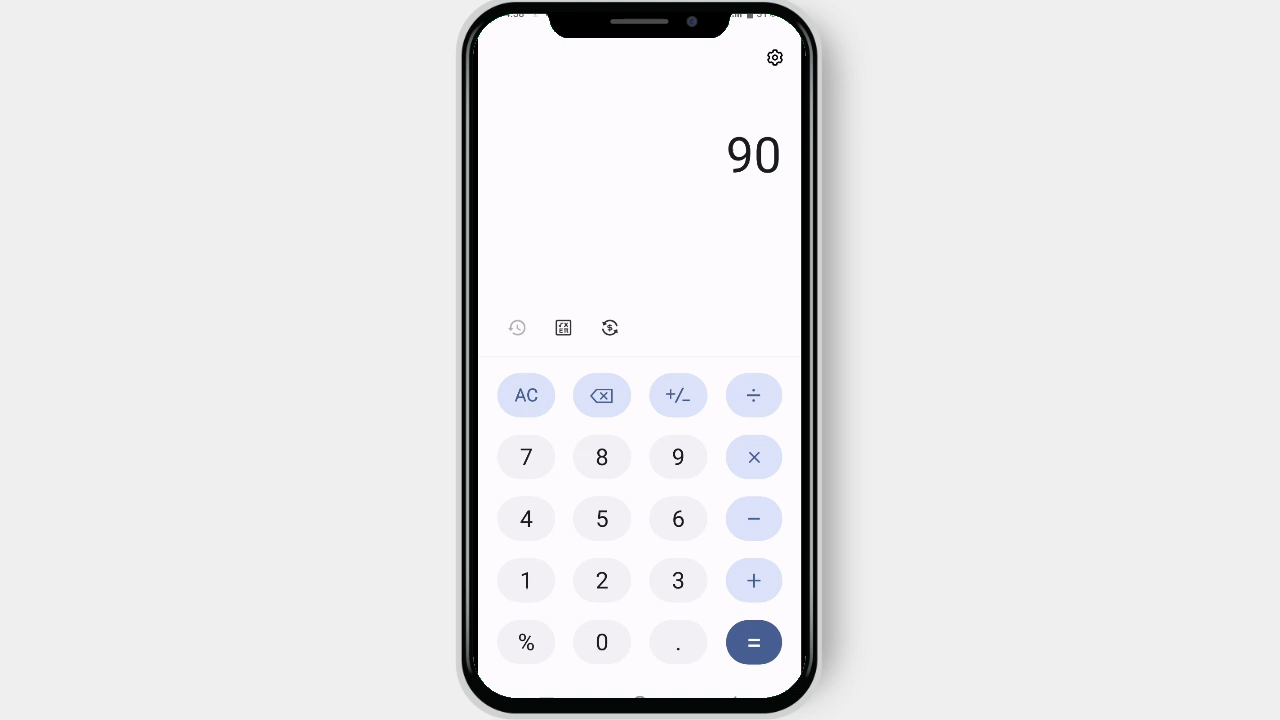 90
AC +/− ÷
7 8 9 ×
4 5 6 −
1 2 3 +
% 0 . =